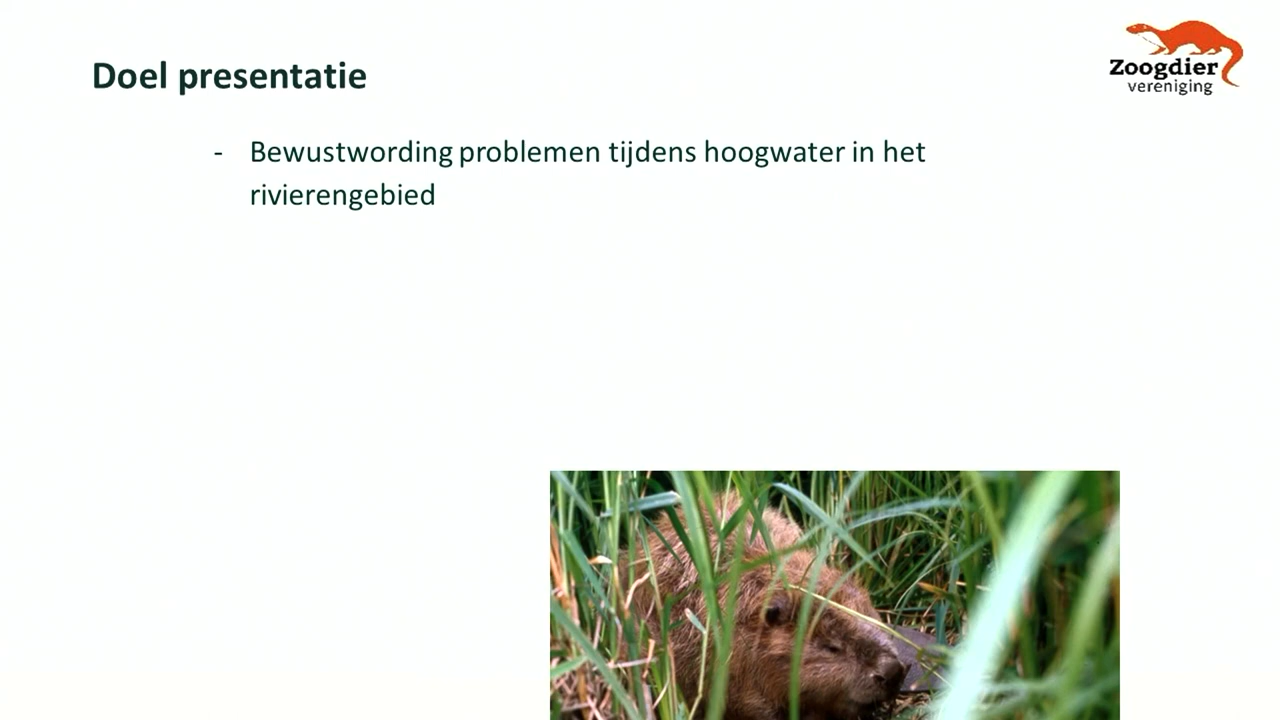 Doel presentatie
Zoogdier
vereniging
- Bewustwording problemen tijdens hoogwater in het
rivierengebied